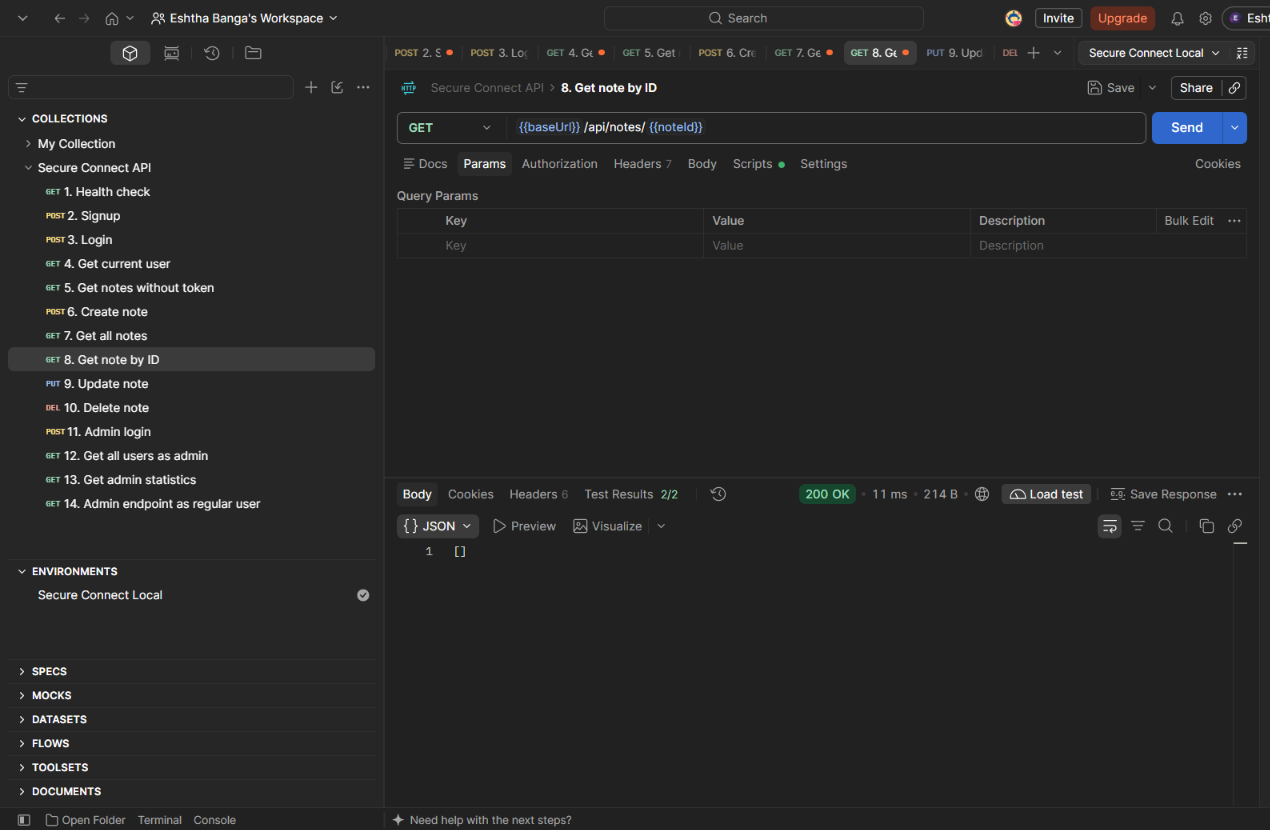 Eshtha Banga's Workspace
Search
Invite
Upgrade
E Esht
POST 2. S
POST 3. Log
GET 4. Ge
GET 5. Get
POST 6. Cre
GET 7. Ge
GET 8. Ge
PUT 9. Upd
DEL
Secure Connect Local
COLLECTIONS
My Collection
Secure Connect API
GET 1. Health check
POST 2. Signup
POST 3. Login
GET 4. Get current user
GET 5. Get notes without token
POST 6. Create note
GET 7. Get all notes
GET 8. Get note by ID
PUT 9. Update note
DEL 10. Delete note
POST 11. Admin login
GET 12. Get all users as admin
GET 13. Get admin statistics
GET 14. Admin endpoint as regular user
ENVIRONMENTS
Secure Connect Local
SPECS
MOCKS
DATASETS
FLOWS
TOOLSETS
DOCUMENTS
HTTP Secure Connect API > 8. Get note by ID
Save
Share
GET {{baseUrl}} /api/notes/ {{noteId}}
Send
Docs Params Authorization Headers 7 Body Scripts Settings
Cookies
Query Params
Key Value Description Bulk Edit
Key Value Description
Body Cookies Headers 6 Test Results 2/2
200 OK • 11 ms • 214 B
Load test
e.g. Save Response
{} JSON Preview Visualize
1 []
Open Folder Terminal Console
Need help with the next steps?